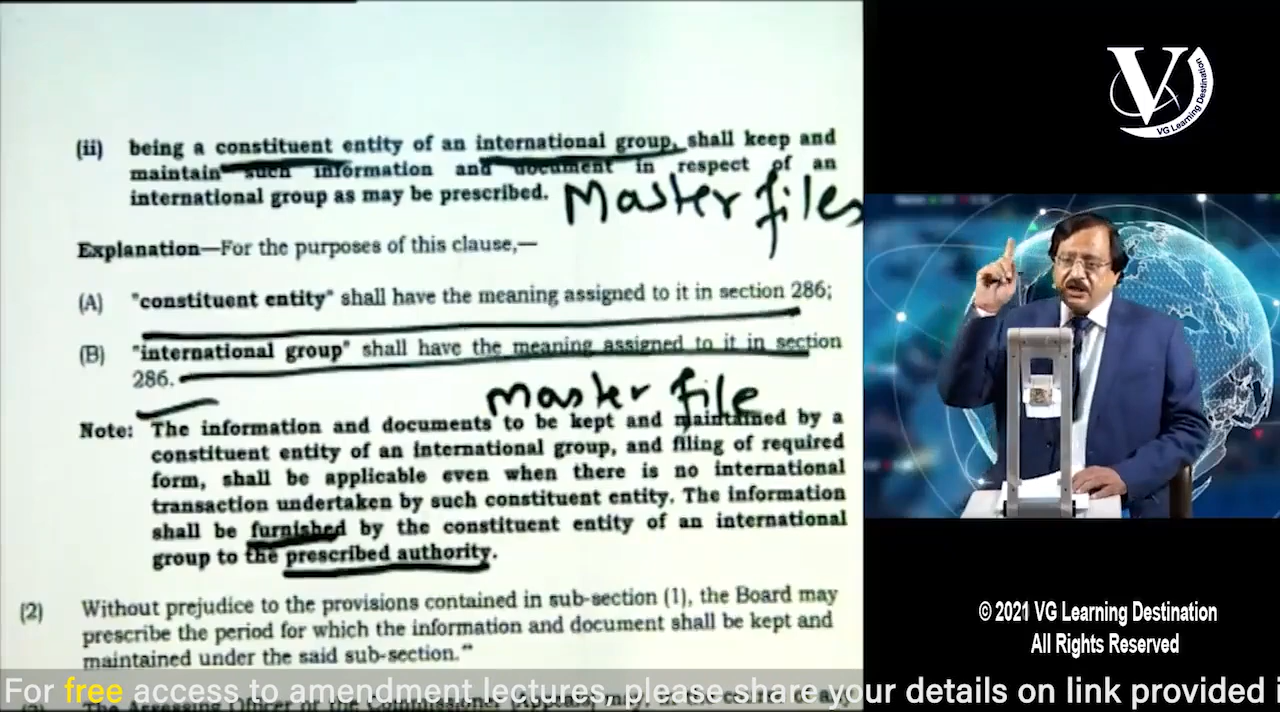 (ii) being a constituent entity of an international group, shall keep and
maintain such information and document in respect of an
international group as may be prescribed.
Master files
Explanation—For the purposes of this clause,—
(A) "constituent entity" shall have the meaning assigned to it in section 286;
(B) "international group" shall have the meaning assigned to it in section
286.
master file
Note: The information and documents to be kept and maintained by a
constituent entity of an international group, and filing of required
form, shall be applicable even when there is no international
transaction undertaken by such constituent entity. The information
shall be furnished by the constituent entity of an international
group to the prescribed authority.
(2) Without prejudice to the provisions contained in sub-section (1), the Board may
prescribe the period for which the information and document shall be kept and
maintained under the said sub-section."
For free access to amendment lectures, please share your details on link provided i
V
VG Learning Destination
© 2021 VG Learning Destination
All Rights Reserved